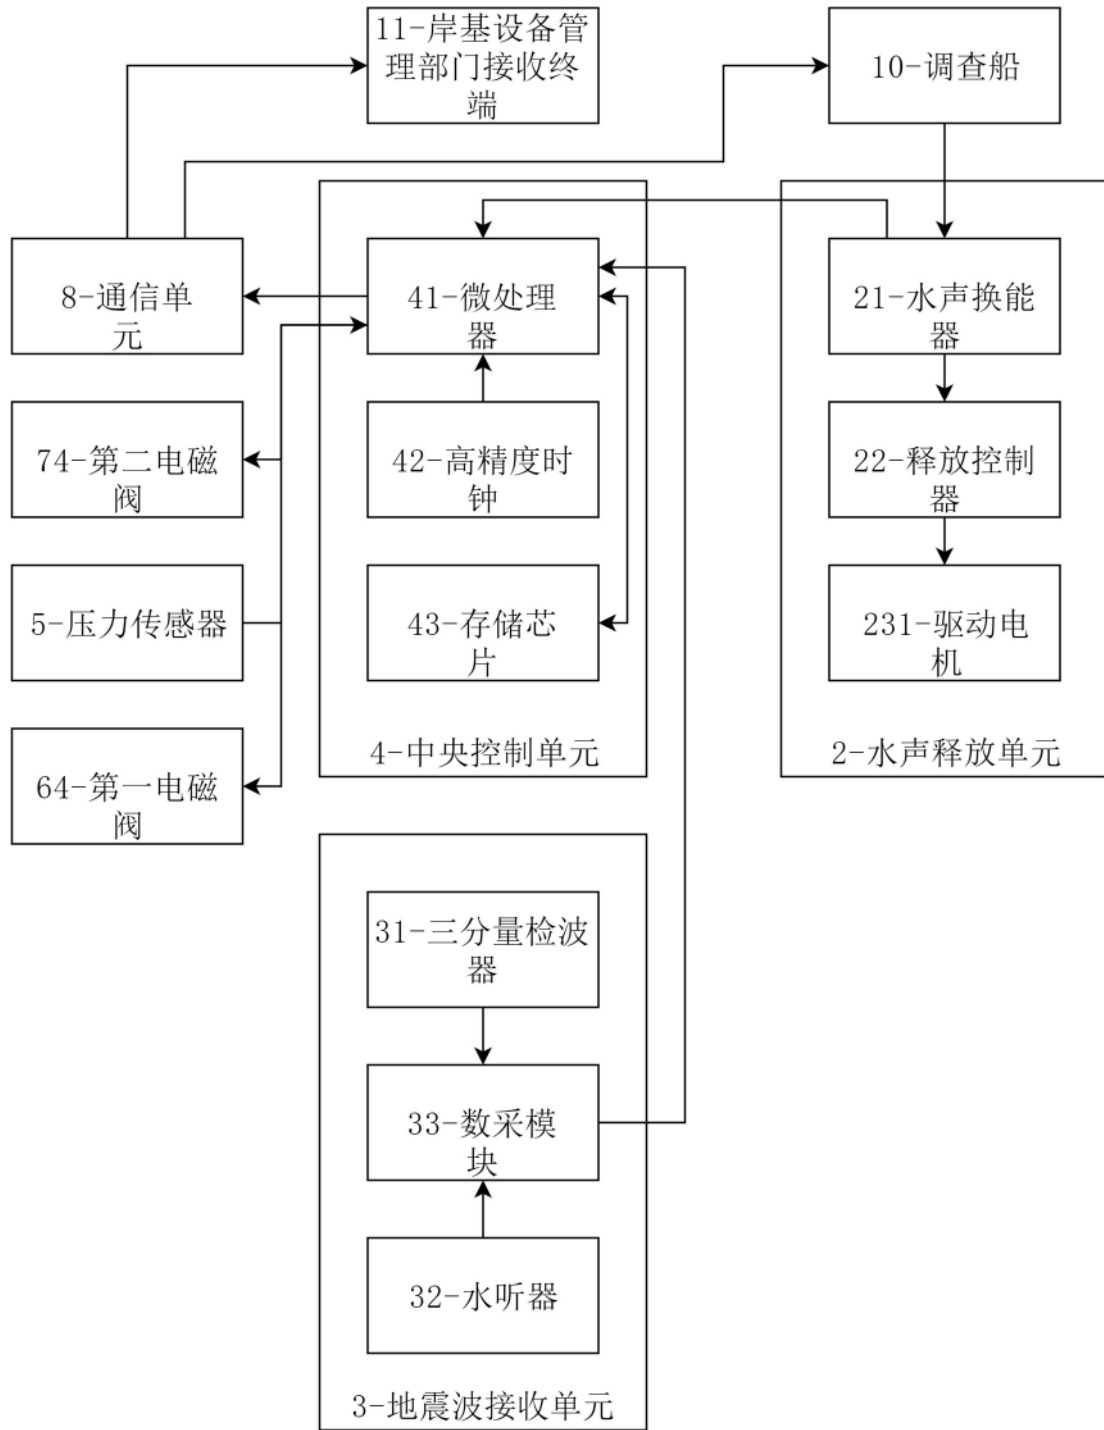 11-岸基设备管
理部门接收终
端
10-调查船
8-通信单
元
41-微处理
器
21-水声换能
器
74-第二电磁
阀
42-高精度时
钟
22-释放控制
器
5-压力传感器
43-存储芯
片
231-驱动电
机
64-第一电磁
阀
4-中央控制单元
2-水声释放单元
31-三分量检波
器
33-数采模
块
32-水听器
3-地震波接收单元